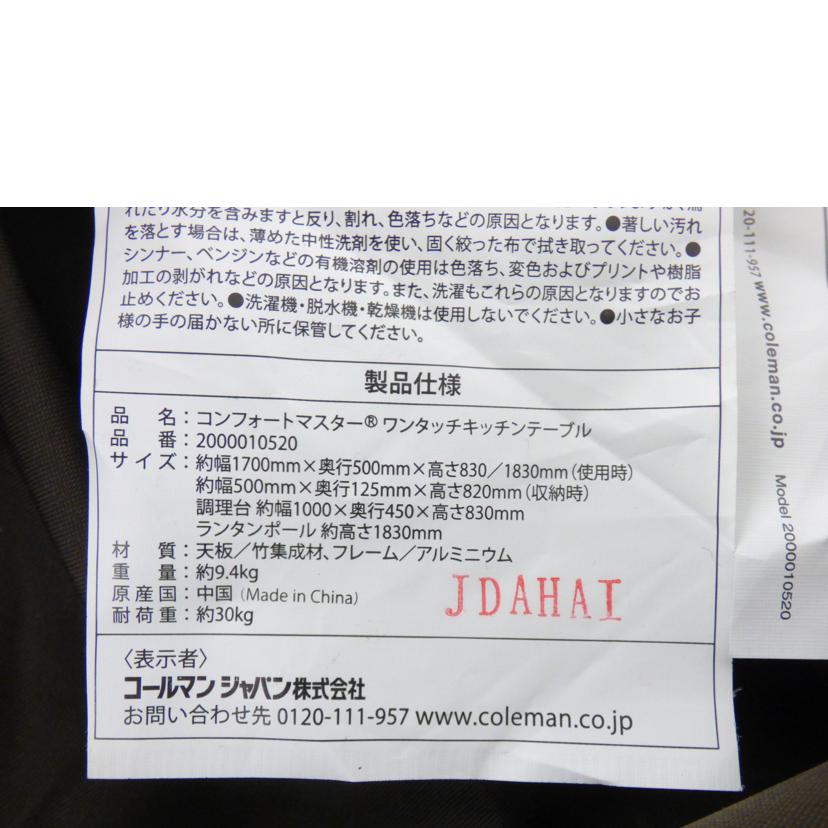 れたり水分を含みますと反り、割れ、色落ちなどの原因となります。●著しい汚れ
を落とす場合は、薄めた中性洗剤を使い、固く絞った布で拭き取ってください。●
シンナー、ベンジンなどの有機溶剤の使用は色落ち、変色およびプリントや樹脂
加工の剥がれなどの原因となります。また、洗濯もこれらの原因となりますのでお
止めください。●洗濯機・脱水機・乾燥機は使用しないでください。●小さなお子
様の手の届かない所に保管してください。
製品仕様
品 名：コンフォートマスター® ワンタッチキッチンテーブル
品 番：2000010520
サイズ：約幅1700mm×奥行500mm×高さ830／1830mm（使用時）
約幅500mm×奥行125mm×高さ820mm（収納時）
調理台 約幅1000×奥行450×高さ830mm
ランタンポール 約高さ1830mm
材 質：天板／竹集成材、フレーム／アルミニウム
重 量：約9.4kg
原産国：中国（Made in China）
耐荷重：約30kg
JDAHAI
〈表示者〉
コールマン ジャパン株式会社
お問い合わせ先 0120-111-957 www.coleman.co.jp
20-111-957 www.coleman.co.jp
Model 2000010520